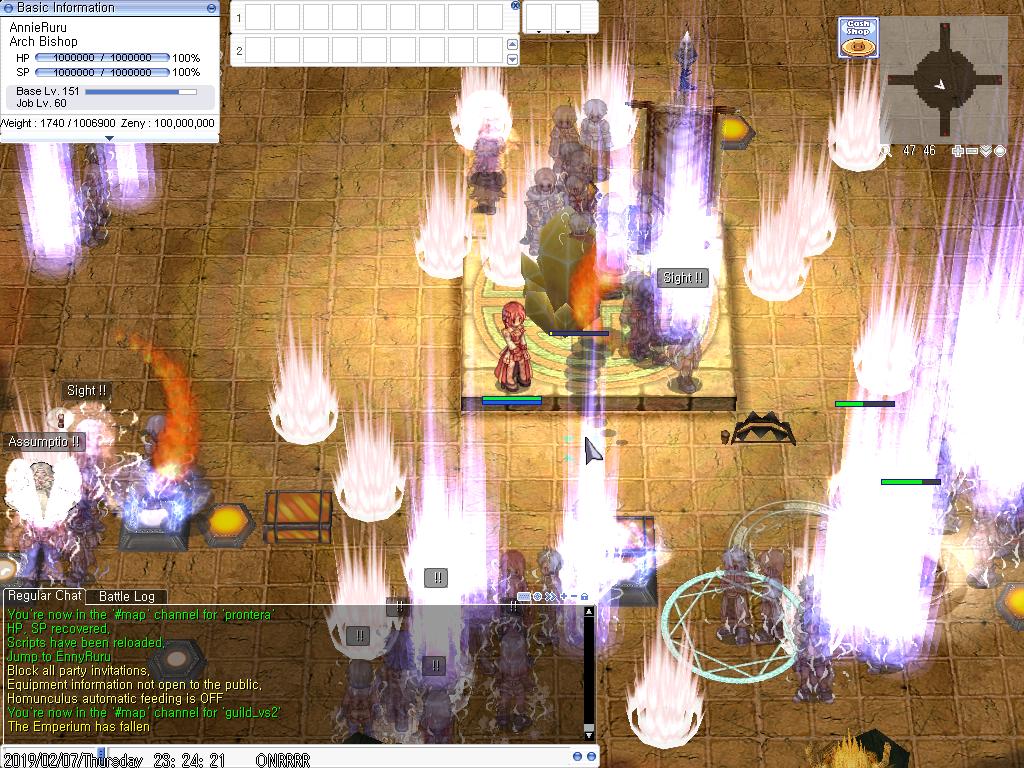 Basic Information
AnnieRuru
Arch Bishop
HP 1000000 / 1000000 100%
SP 1000000 / 1000000 100%
Base Lv. 151
Job Lv. 60
Weight : 1740 / 1006900 Zeny : 100,000,000
1
2
Cash Shop
47 46
Sight !!
Sight !!
Assumptio !!
!!
!!
!!
!!
!!
Regular Chat Battle Log
You're now in the '#map' channel for 'prontera'
HP, SP recovered,
Scripts have been reloaded,
Jump to EnnyRuru
Block all party invitations,
Equipment information not open to the public,
Homunculus automatic feeding is OFF
You're now in the '#map' channel for 'guild_vs2'
The Emperium has fallen
2019/02/07/Thursday 23: 24: 21 ONRRRR